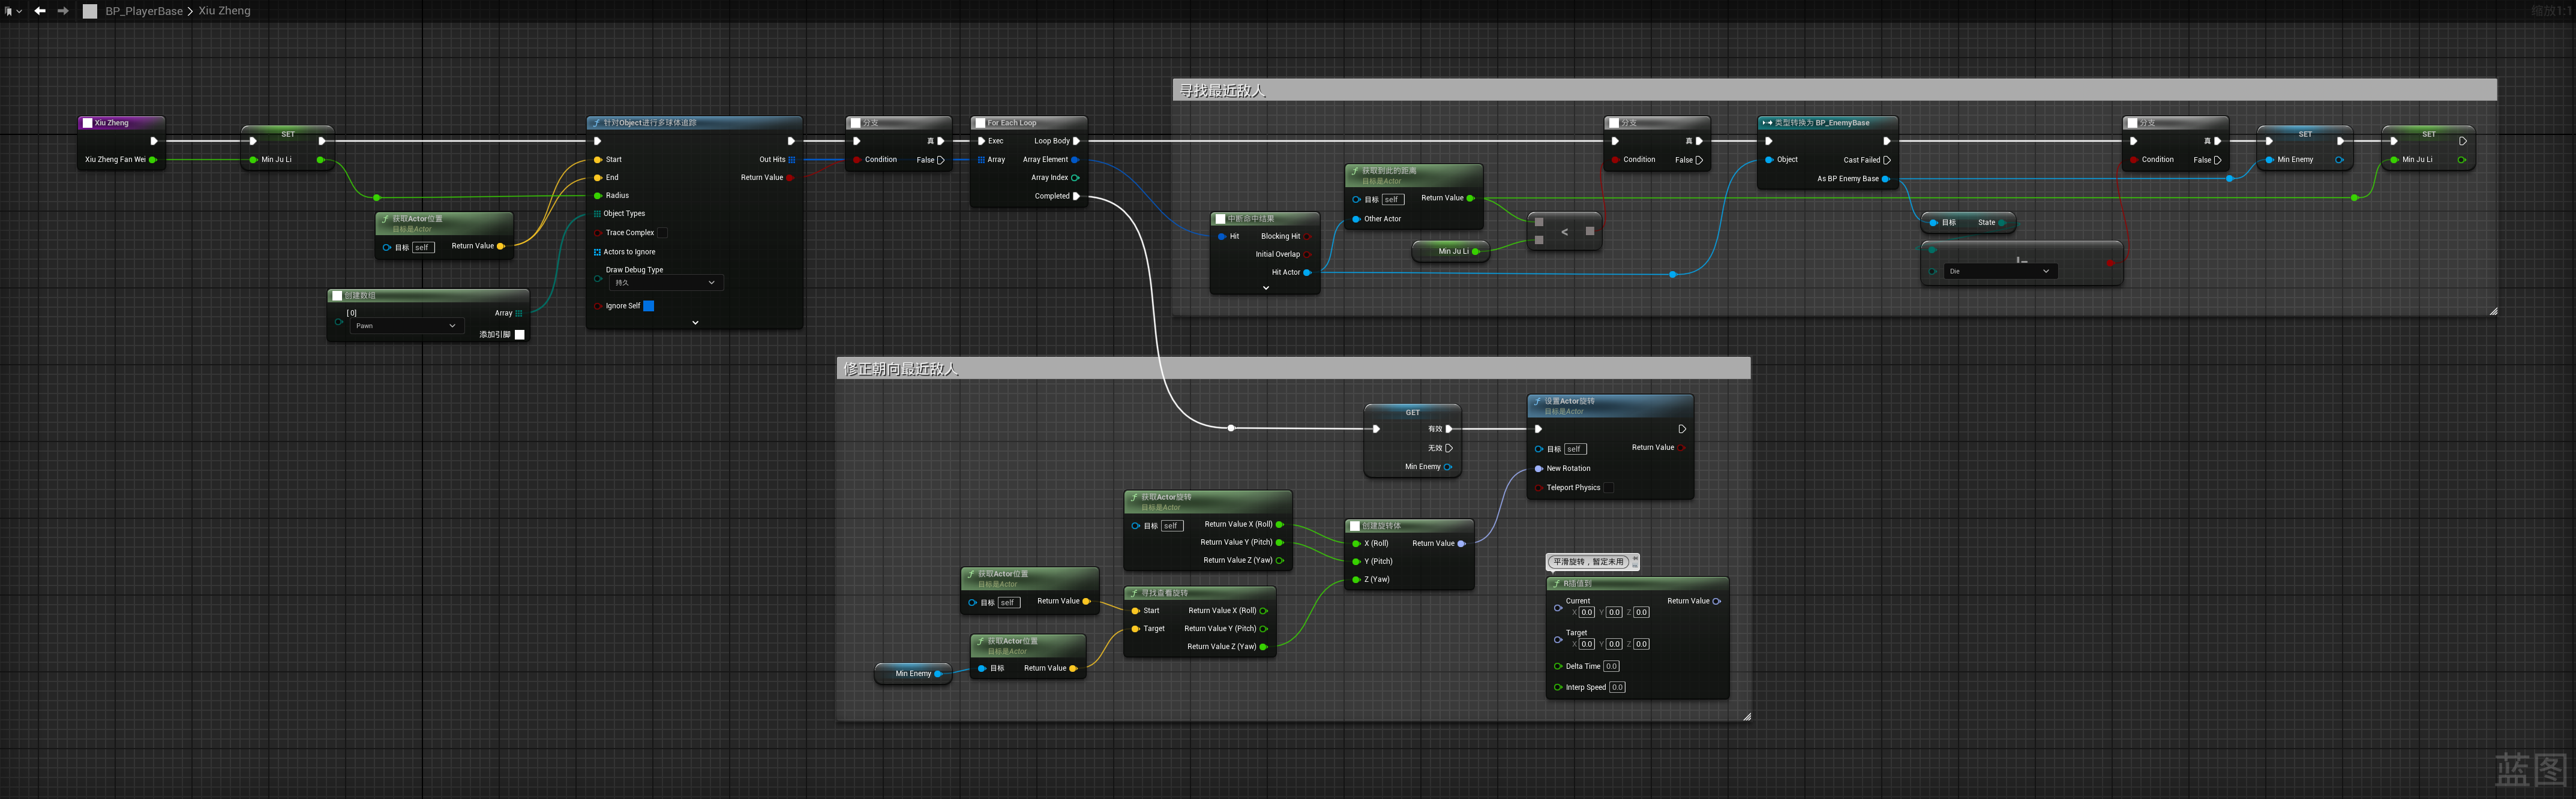 BP_PlayerBase > Xiu Zheng
缩放1:1
寻找最近敌人
Xiu Zheng
Xiu Zheng Fan Wei
SET
Min Ju Li
获取Actor位置
目标是Actor
目标 self
Return Value
创建数组
[0]
Pawn
Array
添加引脚
针对Object进行多球体追踪
Start
End
Radius
Object Types
Trace Complex
Actors to Ignore
Draw Debug Type
持久
Ignore Self
Out Hits
Return Value
分支
Condition
真
False
For Each Loop
Exec
Array
Loop Body
Array Element
Array Index
Completed
中断命中结果
Hit
Blocking Hit
Initial Overlap
Hit Actor
获取到此的距离
目标是Actor
目标 self
Other Actor
Return Value
Min Ju Li
<
分支
Condition
真
False
类型转换为 BP_EnemyBase
Object
Cast Failed
As BP Enemy Base
目标
State
!=
Die
分支
Condition
真
False
SET
Min Enemy
SET
Min Ju Li
修正朝向最近敌人
GET
有效
无效
Min Enemy
设置Actor旋转
目标是Actor
目标 self
New Rotation
Teleport Physics
Return Value
获取Actor旋转
目标是Actor
目标 self
Return Value X (Roll)
Return Value Y (Pitch)
Return Value Z (Yaw)
创建旋转体
X (Roll)
Y (Pitch)
Z (Yaw)
Return Value
获取Actor位置
目标是Actor
目标 self
Return Value
寻找查看旋转
Start
Target
Return Value X (Roll)
Return Value Y (Pitch)
Return Value Z (Yaw)
Min Enemy
获取Actor位置
目标是Actor
目标
Return Value
平滑旋转，暂定未用
R插值到
Current
X 0.0 Y 0.0 Z 0.0
Target
X 0.0 Y 0.0 Z 0.0
Delta Time 0.0
Interp Speed 0.0
Return Value
蓝图